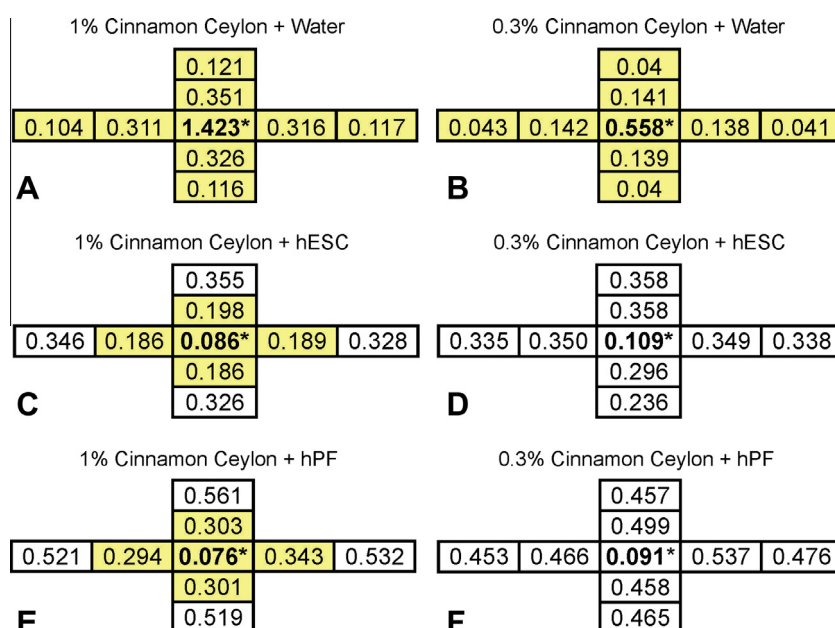 1% Cinnamon Ceylon + Water
0.121
0.351
0.104 0.311 1.423* 0.316 0.117
0.326
0.116
A
0.3% Cinnamon Ceylon + Water
0.04
0.141
0.043 0.142 0.558* 0.138 0.041
0.139
0.04
B
1% Cinnamon Ceylon + hESC
0.355
0.198
0.346 0.186 0.086* 0.189 0.328
0.186
0.326
C
0.3% Cinnamon Ceylon + hESC
0.358
0.358
0.335 0.350 0.109* 0.349 0.338
0.296
0.236
D
1% Cinnamon Ceylon + hPF
0.561
0.303
0.521 0.294 0.076* 0.343 0.532
0.301
0.519
E
0.3% Cinnamon Ceylon + hPF
0.457
0.499
0.453 0.466 0.091* 0.537 0.476
0.458
0.465
F